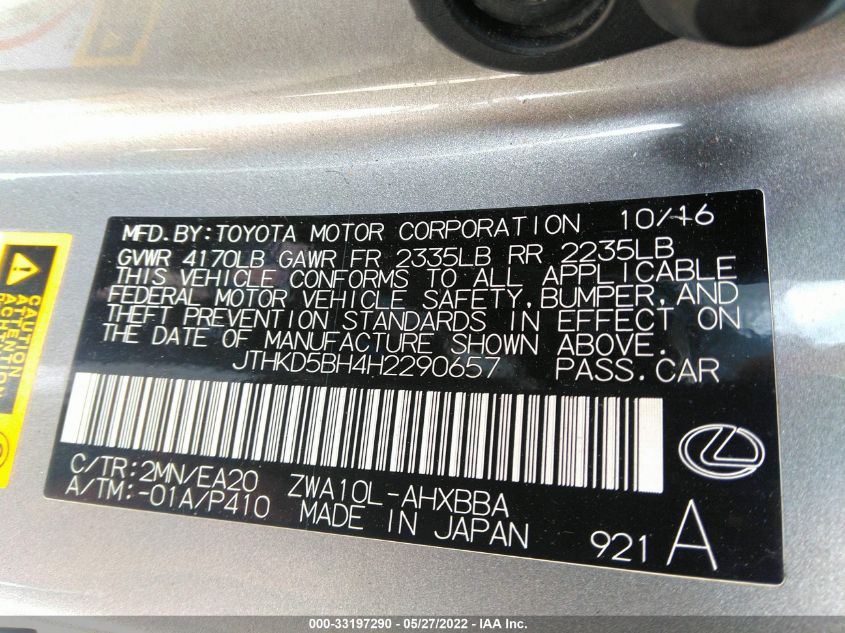 MFD.BY:TOYOTA MOTOR CORPORATION 10/16
GVWR 4170LB GAWR FR 2335LB RR 2235LB
THIS VEHICLE CONFORMS TO ALL APPLICABLE
FEDERAL MOTOR VEHICLE SAFETY,BUMPER,AND
THEFT PREVENTION STANDARDS IN EFFECT ON
THE DATE OF MANUFACTURE SHOWN ABOVE.
JTHKD5BH4H2290657 PASS.CAR
C/TR:2MN/EA20 ZWA10L-AHXBBA
A/TM:-01A/P410 MADE IN JAPAN 921 A
CAUTION
ATTENTION
000-33197290 — 05/27/2022 — IAA Inc.